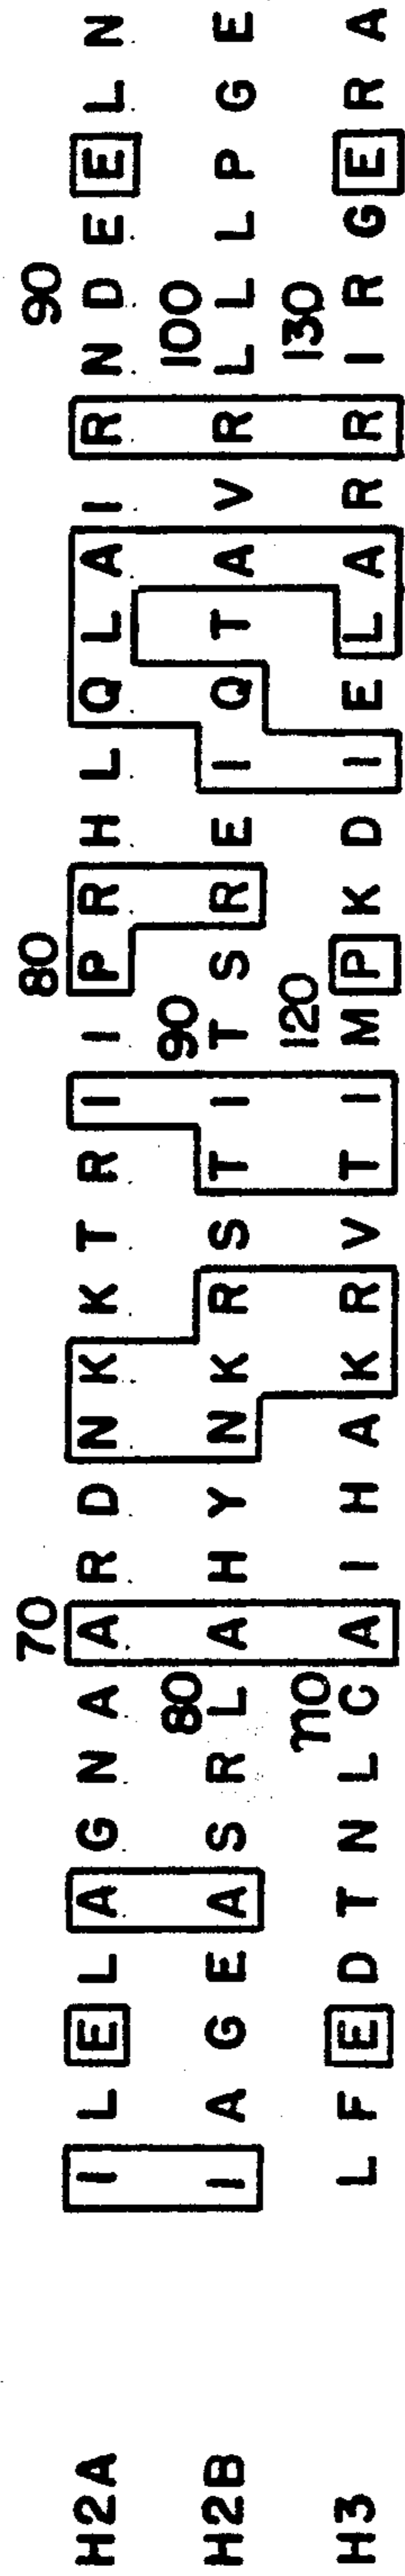 70 80 90
H2A I L E L A G N A A R D N K K T R I I P R H L Q L A I R N D E E L N
80 90 100
H2B I A G E A S R L A H Y N K R S T I T S R E I Q T A V R L L L P G E
110 120 130
H3 L F E D T N L C A I H A K R V T I M P K D I E L A R R I R G E R A